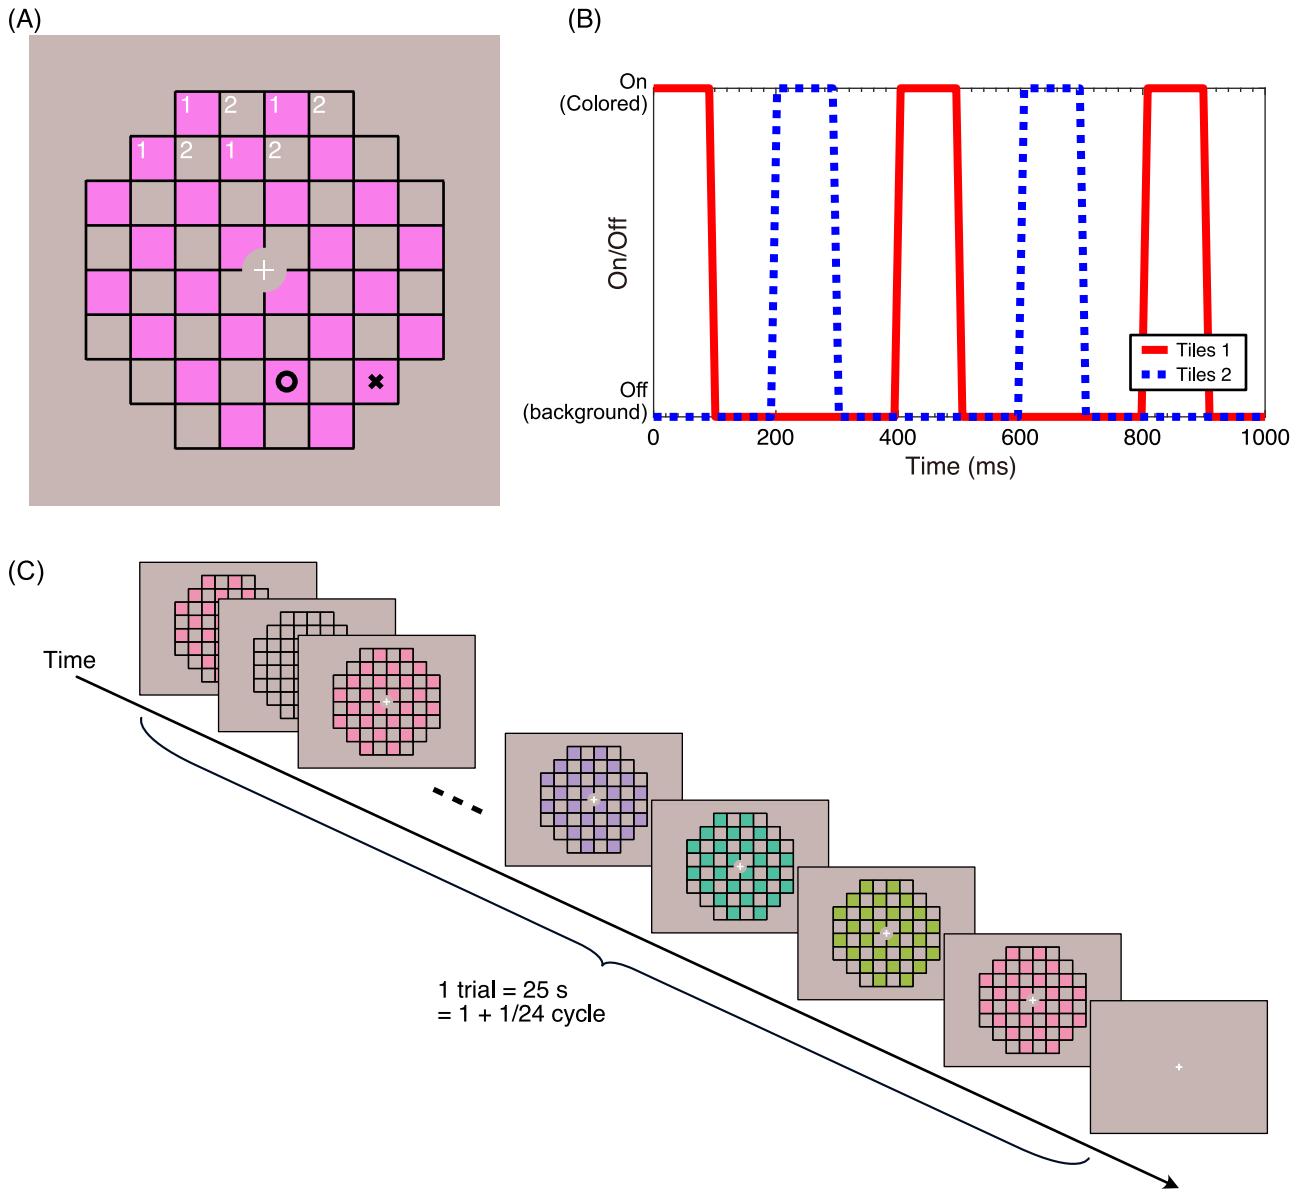 (A)
1 2 1 2
1 2 1 2
(B)
On
(Colored)
On/Off
Off
(background)
Tiles 1
Tiles 2
0 200 400 600 800 1000
Time (ms)
(C)
Time
1 trial = 25 s
= 1 + 1/24 cycle